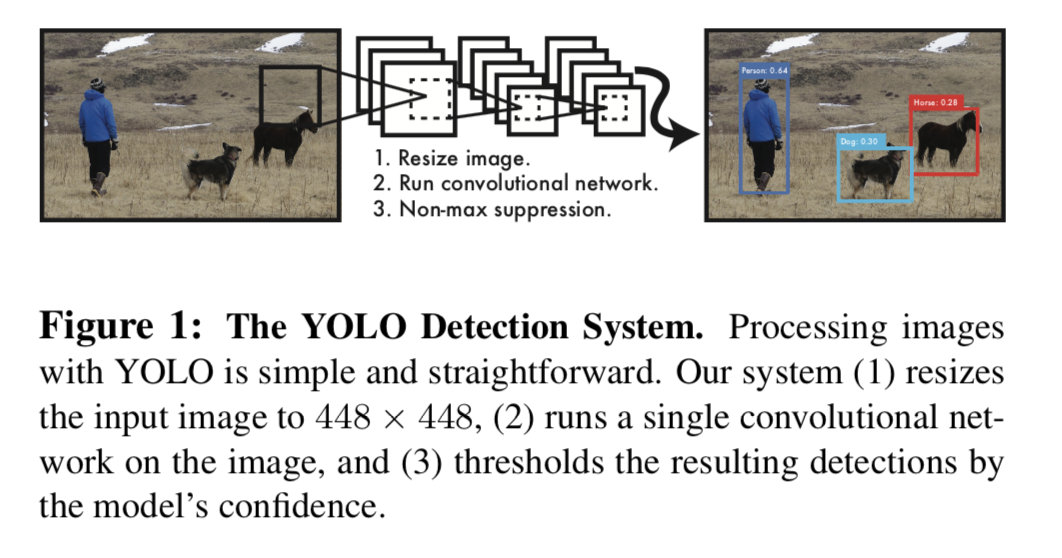 Person: 0.64
Horse: 0.28
Dog: 0.30
1. Resize image.
2. Run convolutional network.
3. Non-max suppression.
Figure 1: The YOLO Detection System. Processing images
with YOLO is simple and straightforward. Our system (1) resizes
the input image to 448 × 448, (2) runs a single convolutional net-
work on the image, and (3) thresholds the resulting detections by
the model’s confidence.